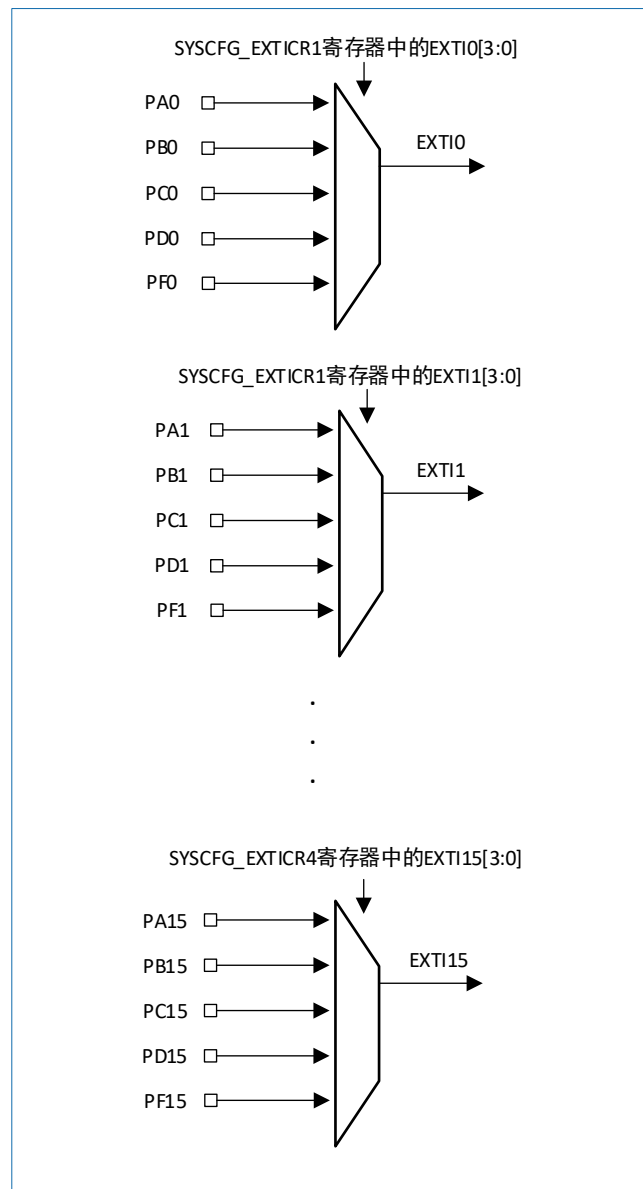 SYSCFG_EXTICR1寄存器中的EXTI0[3:0]
PA0
PB0
EXTI0
PC0
PD0
PF0
SYSCFG_EXTICR1寄存器中的EXTI1[3:0]
PA1
PB1
EXTI1
PC1
PD1
PF1
.
.
.
SYSCFG_EXTICR4寄存器中的EXTI15[3:0]
PA15
PB15
EXTI15
PC15
PD15
PF15